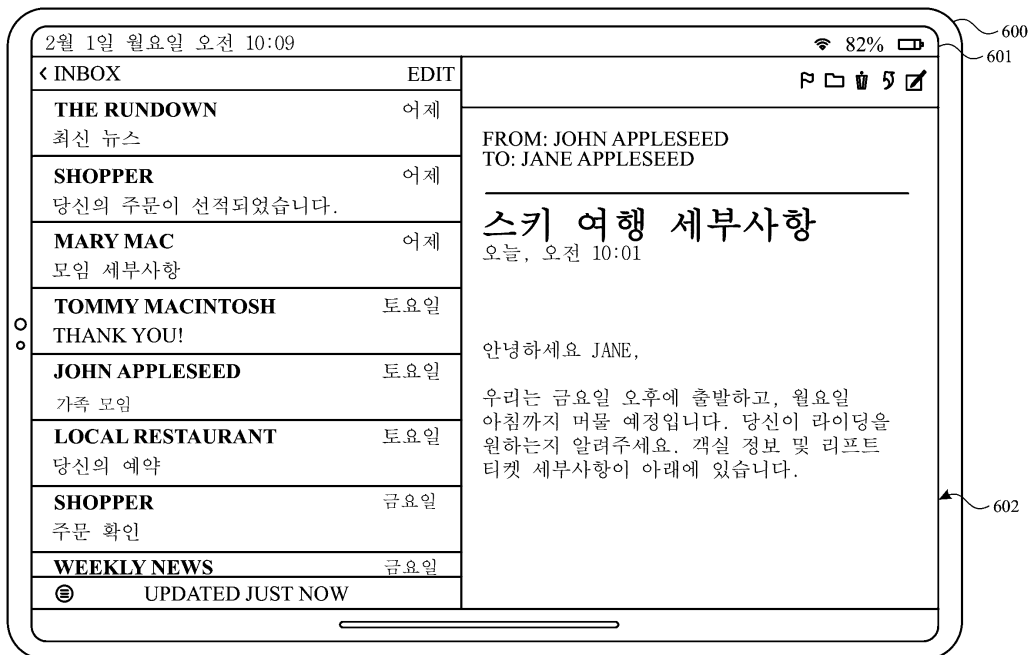 2월 1일 월요일 오전 10:09
82%
600
601
< INBOX
EDIT
THE RUNDOWN
어제
최신 뉴스
SHOPPER
어제
당신의 주문이 선적되었습니다.
MARY MAC
어제
모임 세부사항
TOMMY MACINTOSH
토요일
THANK YOU!
JOHN APPLESEED
토요일
가족 모임
LOCAL RESTAURANT
토요일
당신의 예약
SHOPPER
금요일
주문 확인
WEEKLY NEWS
금요일
UPDATED JUST NOW
FROM: JOHN APPLESEED
TO: JANE APPLESEED
스키 여행 세부사항
오늘, 오전 10:01
안녕하세요 JANE,
우리는 금요일 오후에 출발하고, 월요일
아침까지 머물 예정입니다. 당신이 라이딩을
원하는지 알려주세요. 객실 정보 및 리프트
티켓 세부사항이 아래에 있습니다.
602